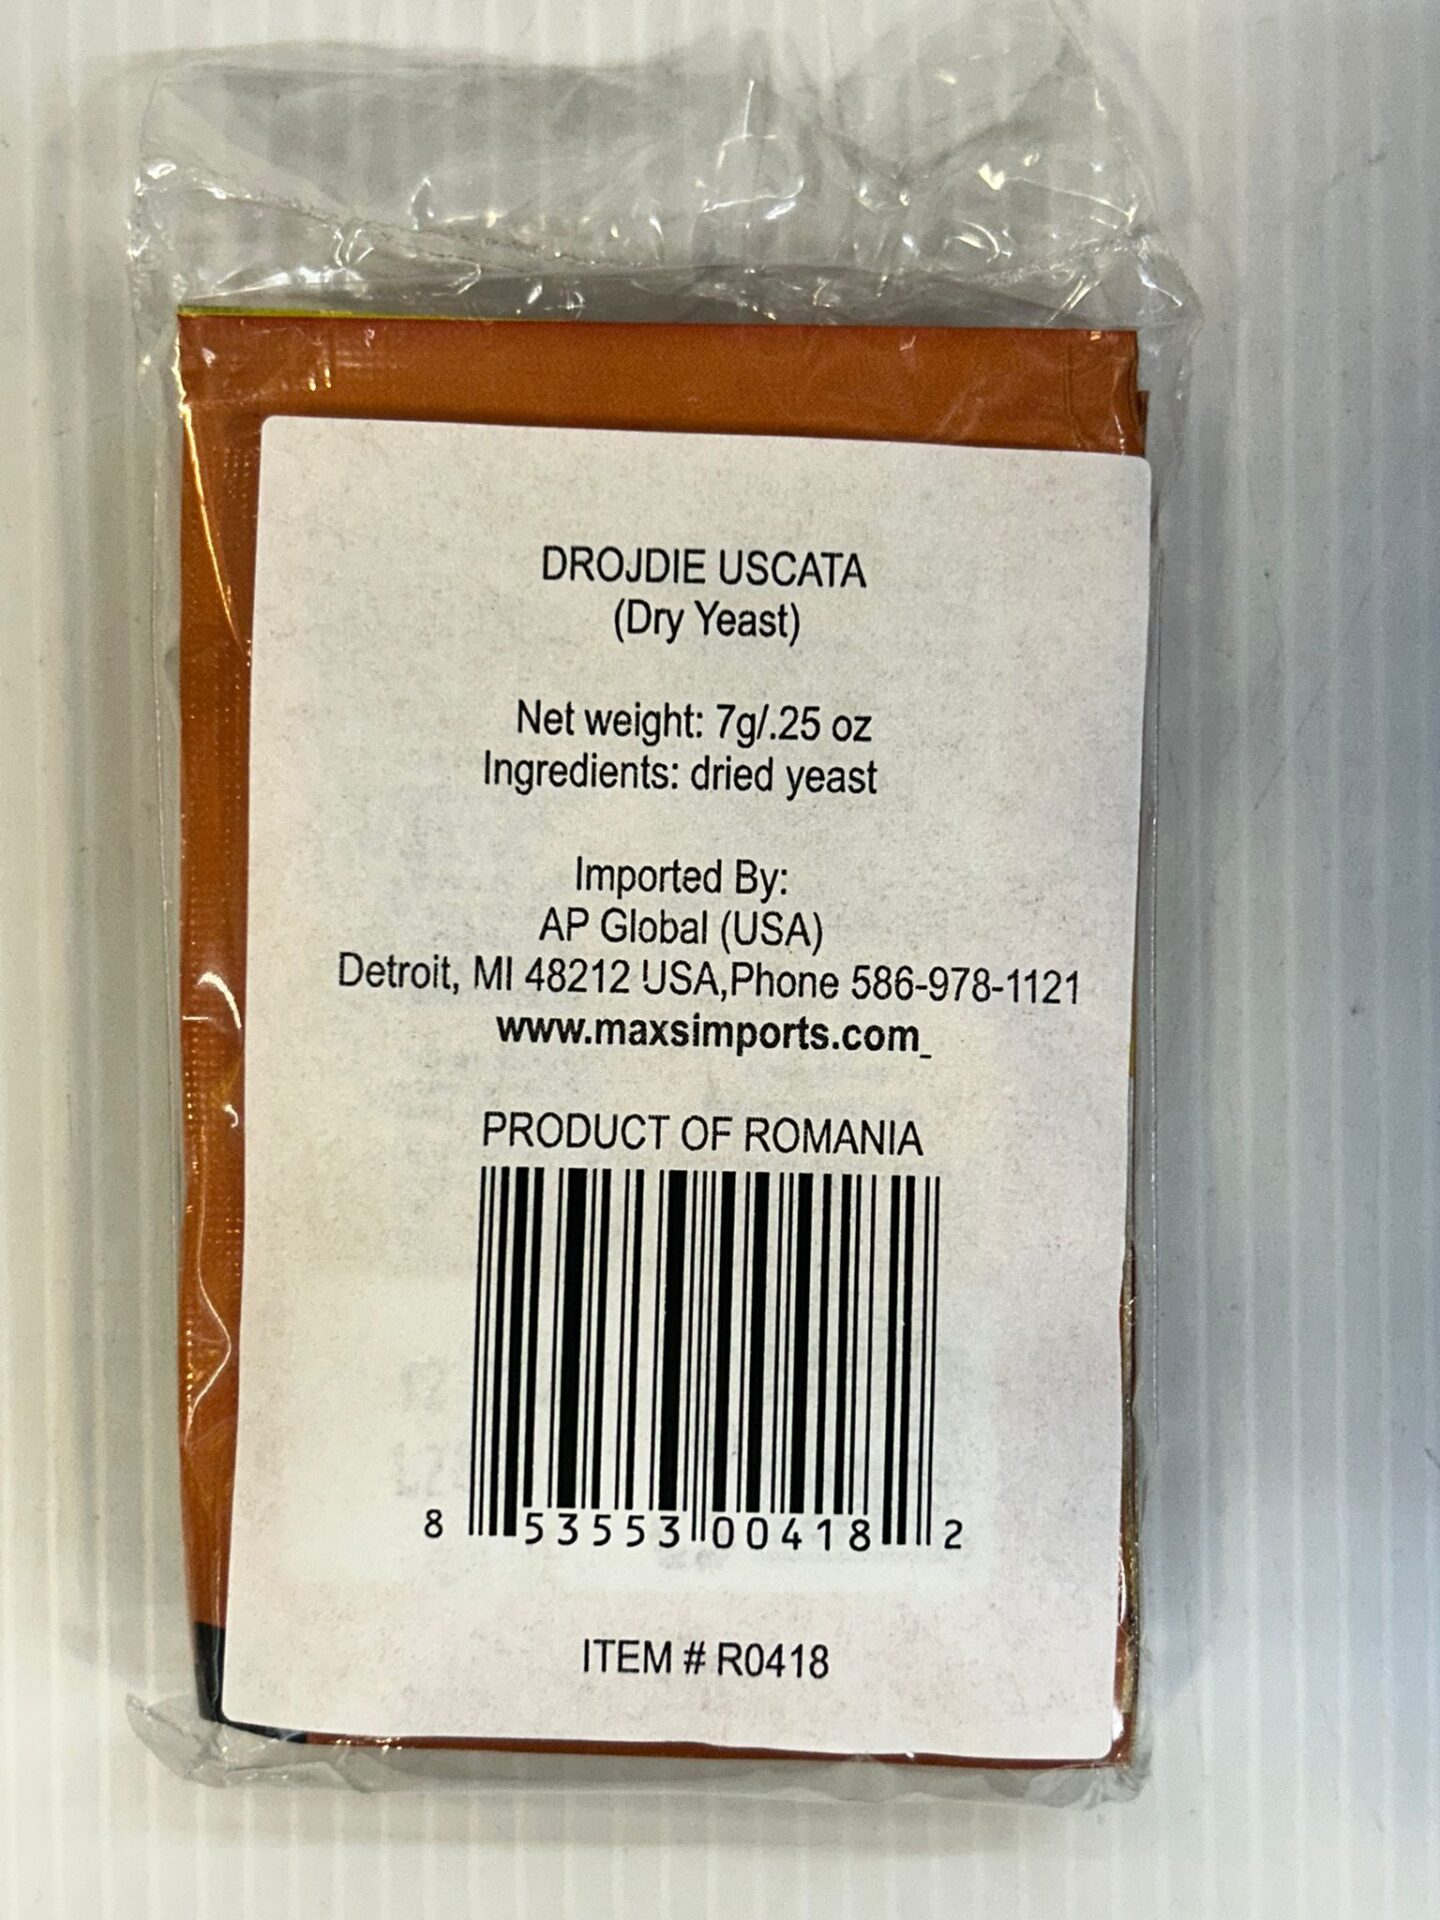 DROJDIE USCATA
(Dry Yeast)
Net weight: 7g/.25 oz
Ingredients: dried yeast
Imported By:
AP Global (USA)
Detroit, MI 48212 USA,Phone 586-978-1121
www.maxsimports.com_
PRODUCT OF ROMANIA
8 53553 00418 2
ITEM # R0418